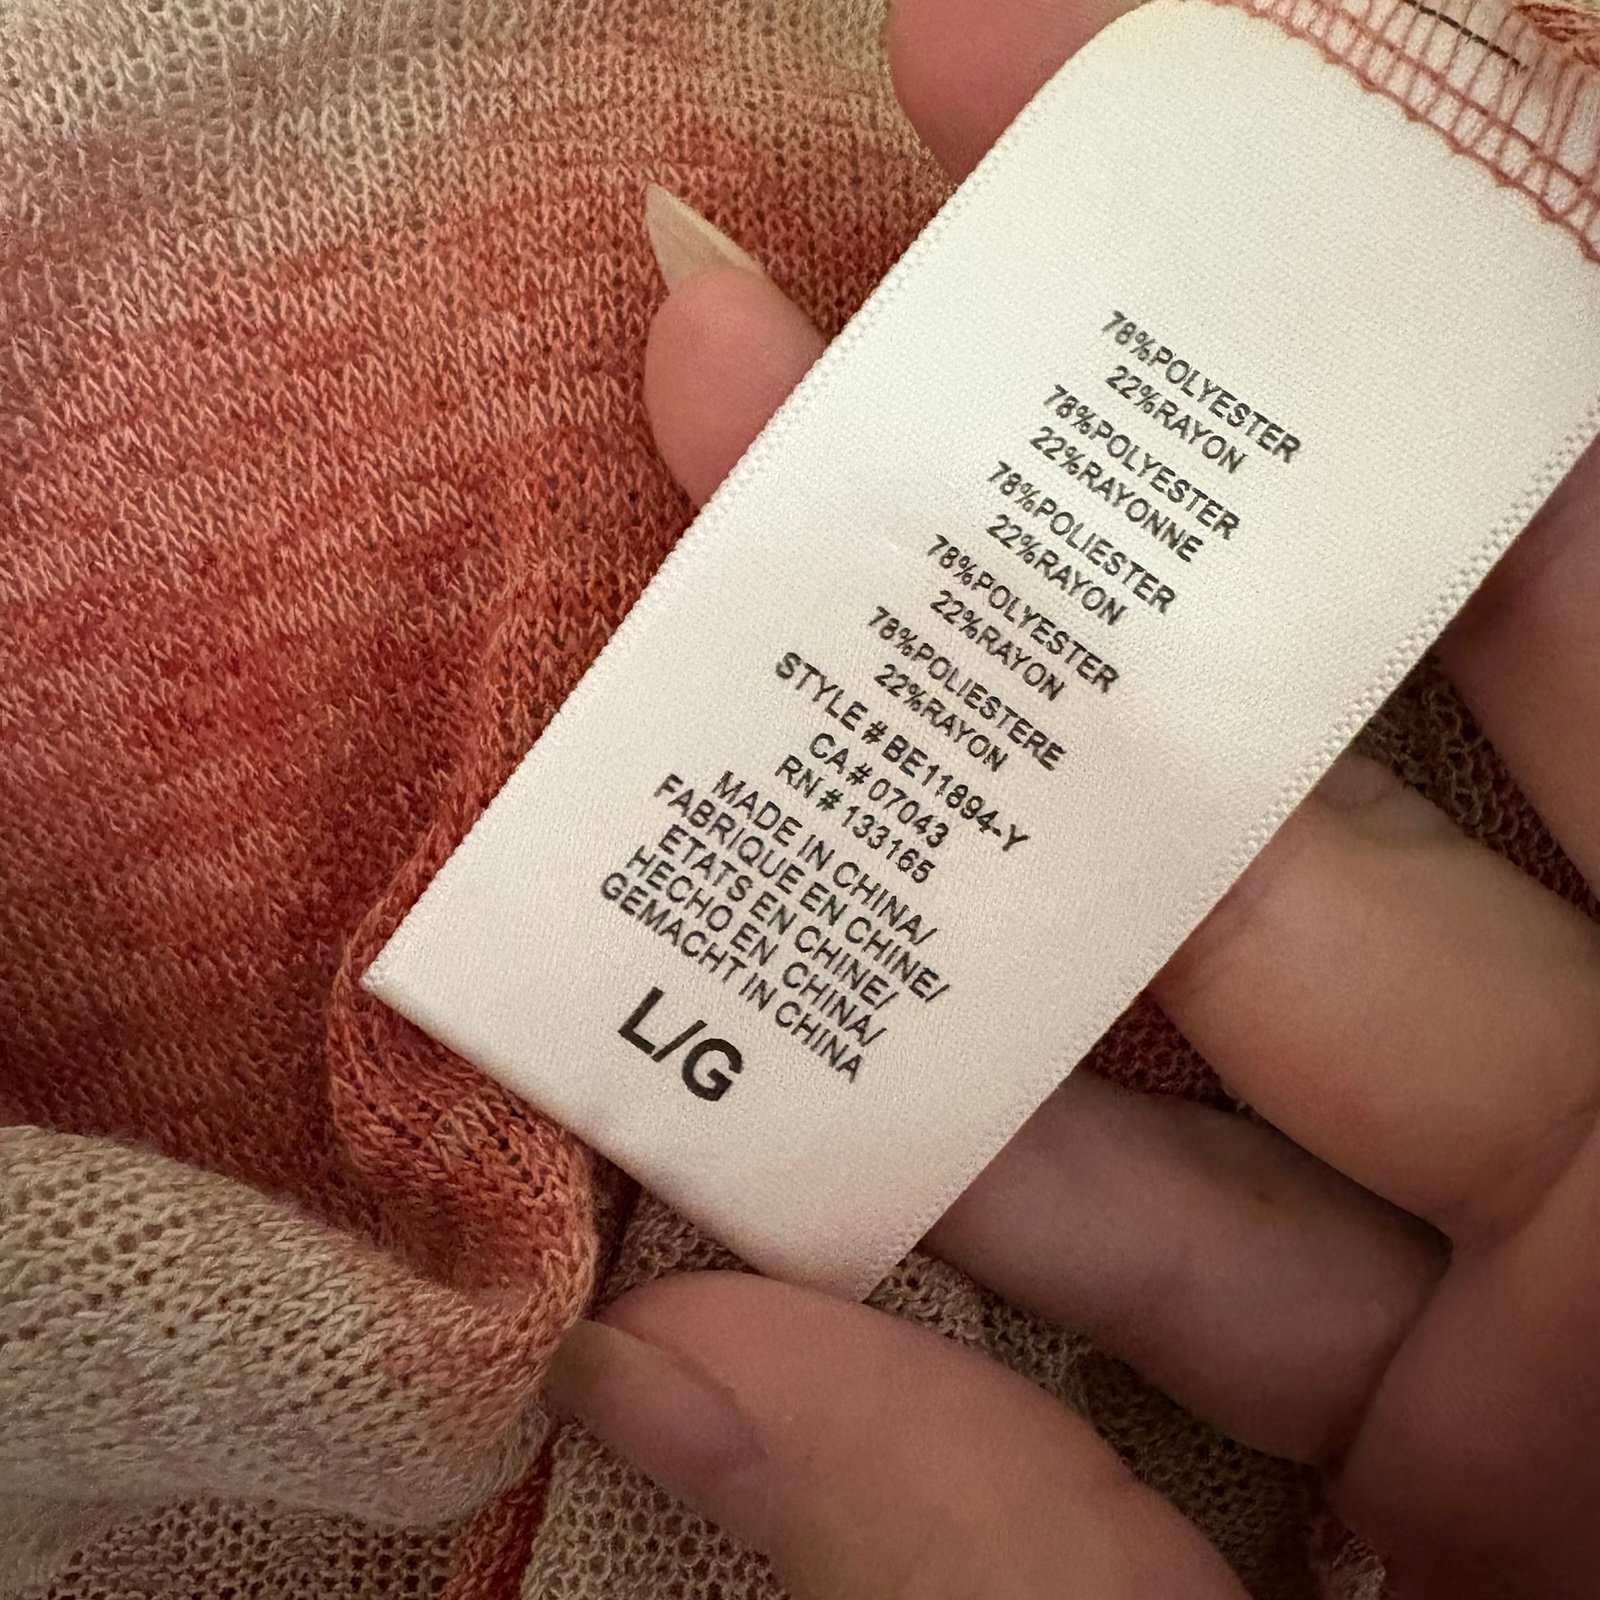 78%POLYESTER
22%RAYON
78%POLYESTER
22%RAYONNE
78%POLIESTER
22%RAYON
78%POLYESTER
22%RAYON
78%POLIESTERE
22%RAYON
STYLE # BE11894-Y
CA # 07043
RN # 133165
MADE IN CHINA/
FABRIQUE EN CHINE/
ETATS EN CHINE/
HECHO EN CHINA/
GEMACHT IN CHINA
L/G